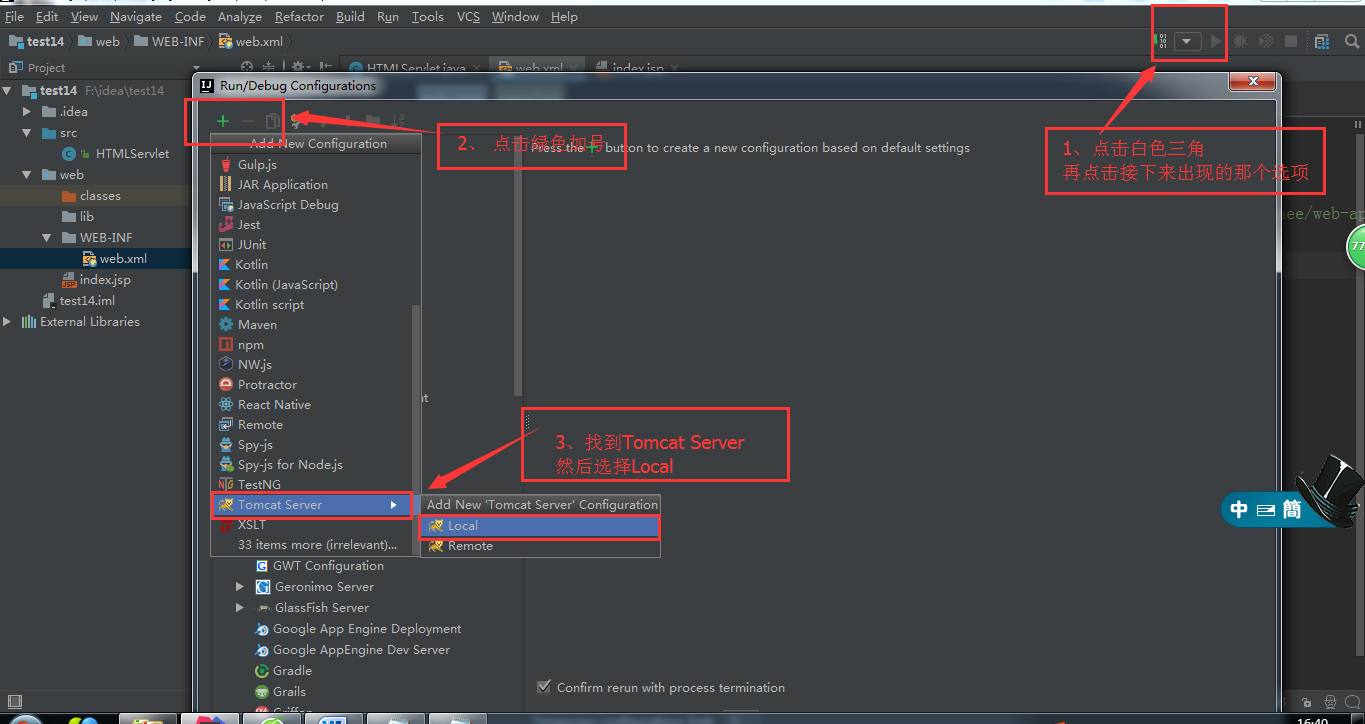 File Edit View Navigate Code Analyze Refactor Build Run Tools VCS Window Help
test14 web WEB-INF web.xml
Project
HTMLServlet.java web.xml index.jsp
test14 F:\idea\test14
.idea
src
HTMLServlet
web
classes
lib
WEB-INF
web.xml
index.jsp
test14.iml
External Libraries
Run/Debug Configurations
Add New Configuration
Gulp.js
JAR Application
JavaScript Debug
Jest
JUnit
Kotlin
Kotlin (JavaScript)
Kotlin script
Maven
npm
NW.js
Protractor
React Native
Remote
Spy-js
Spy-js for Node.js
TestNG
Tomcat Server
XSLT
33 items more (irrelevant)...
Add New 'Tomcat Server' Configuration
Local
Remote
GWT Configuration
Geronimo Server
GlassFish Server
Google App Engine Deployment
Google AppEngine Dev Server
Gradle
Grails
Press the + button to create a new configuration based on default settings
Confirm rerun with process termination
1、点击白色三角
再点击接下来出现的那个选项
2、 点击绿色加号
3、找到Tomcat Server
然后选择Local
ee/web-ap
77
中 簡
16:40